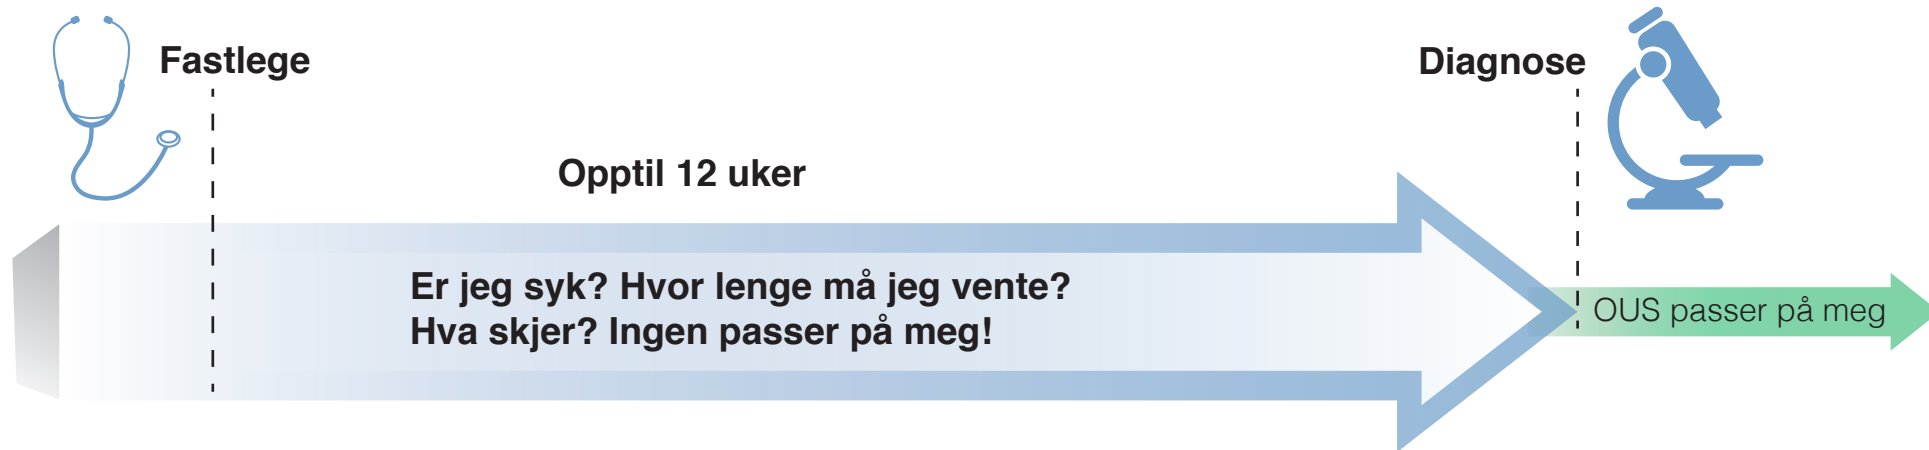 Fastlege
Diagnose
Opptil 12 uker
Er jeg syk? Hvor lenge må jeg vente?
Hva skjer? Ingen passer på meg!
OUS passer på meg